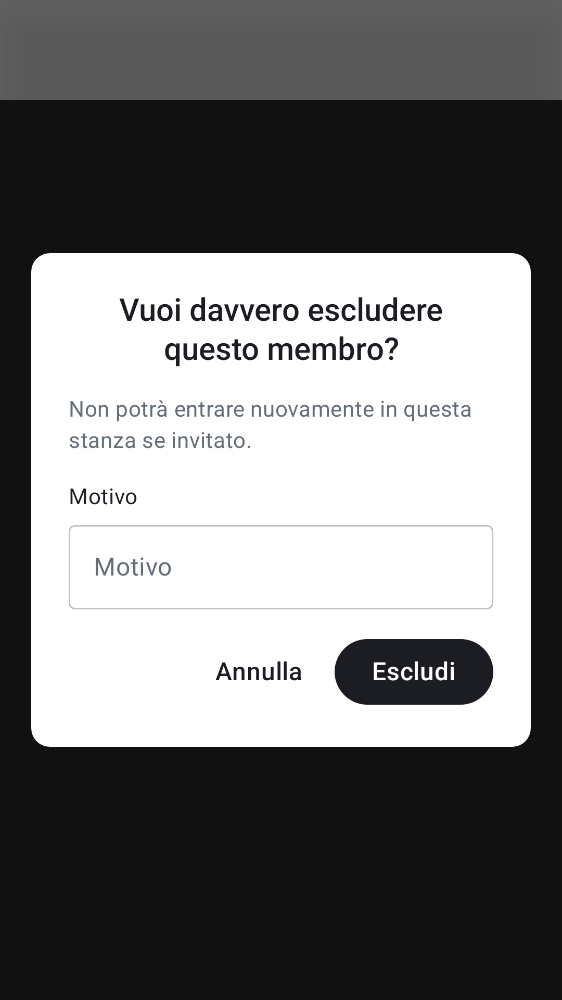 Vuoi davvero escludere
questo membro?
Non potrà entrare nuovamente in questa
stanza se invitato.
Motivo
Motivo
Annulla
Escludi